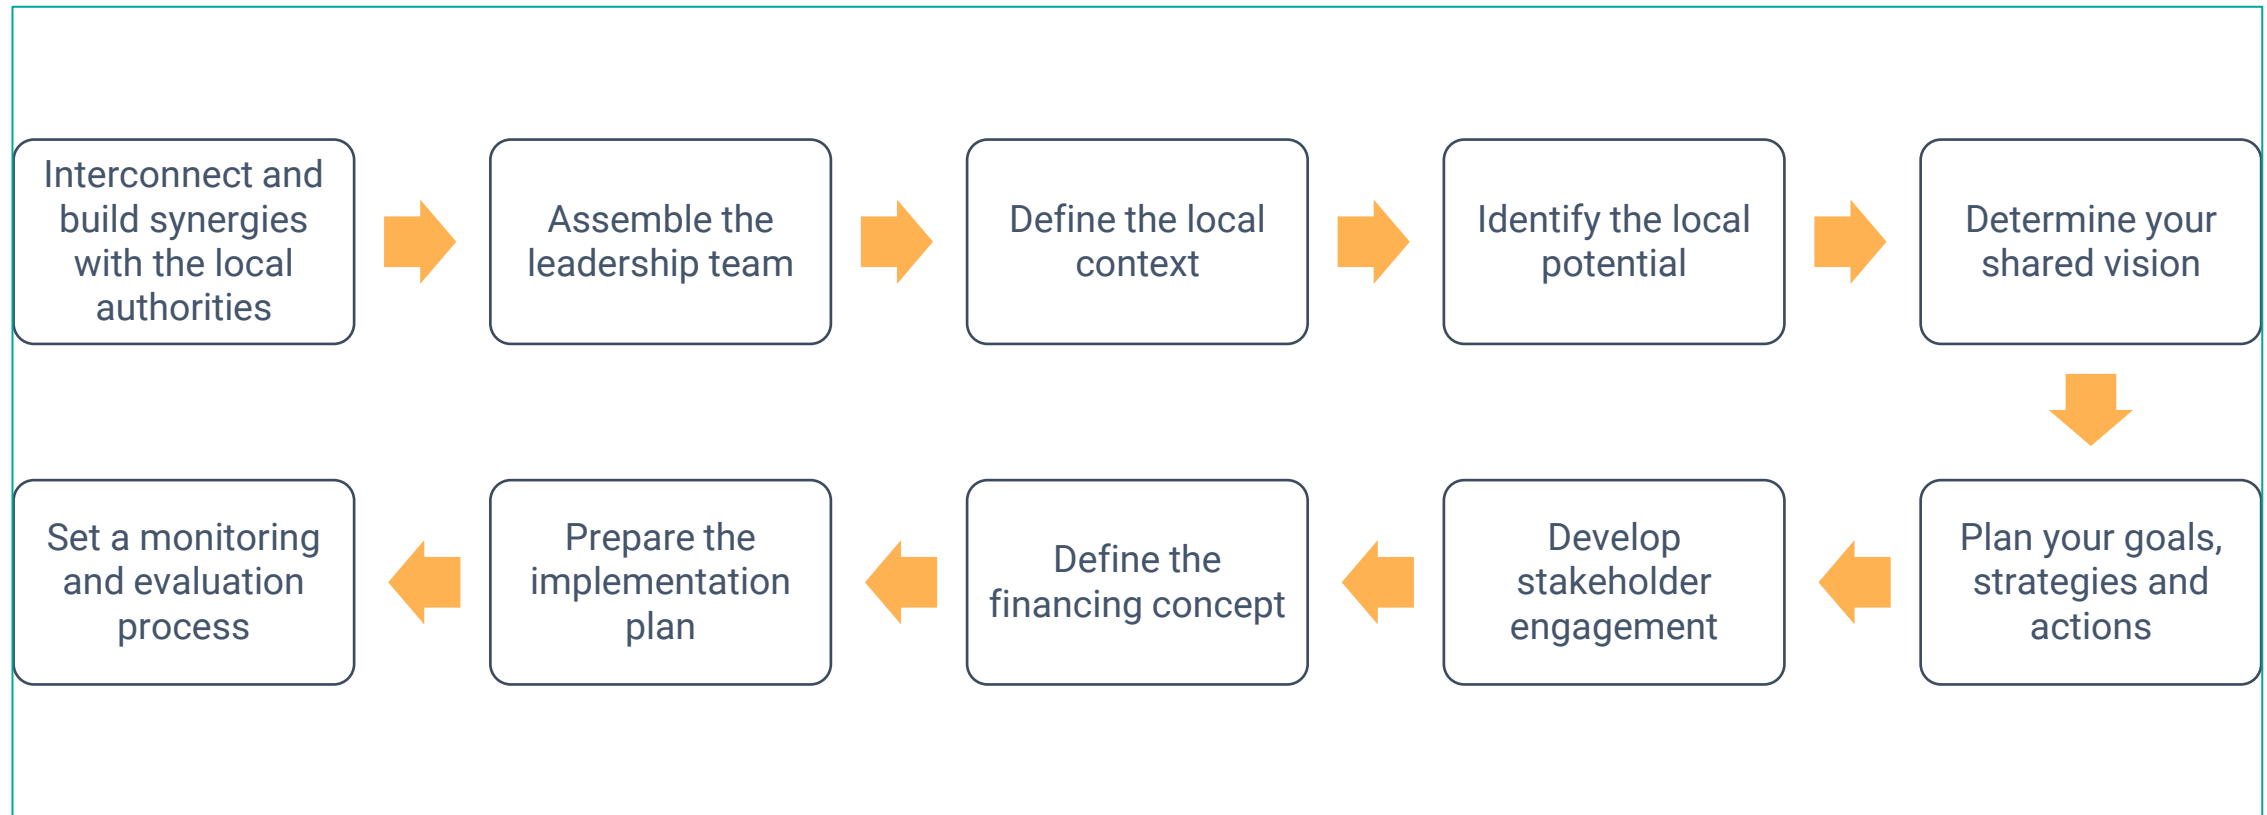 Interconnect and
build synergies
with the local
authorities
Assemble the
leadership team
Define the local
context
Identify the local
potential
Determine your
shared vision
Plan your goals,
strategies and
actions
Develop
stakeholder
engagement
Define the
financing concept
Prepare the
implementation
plan
Set a monitoring
and evaluation
process